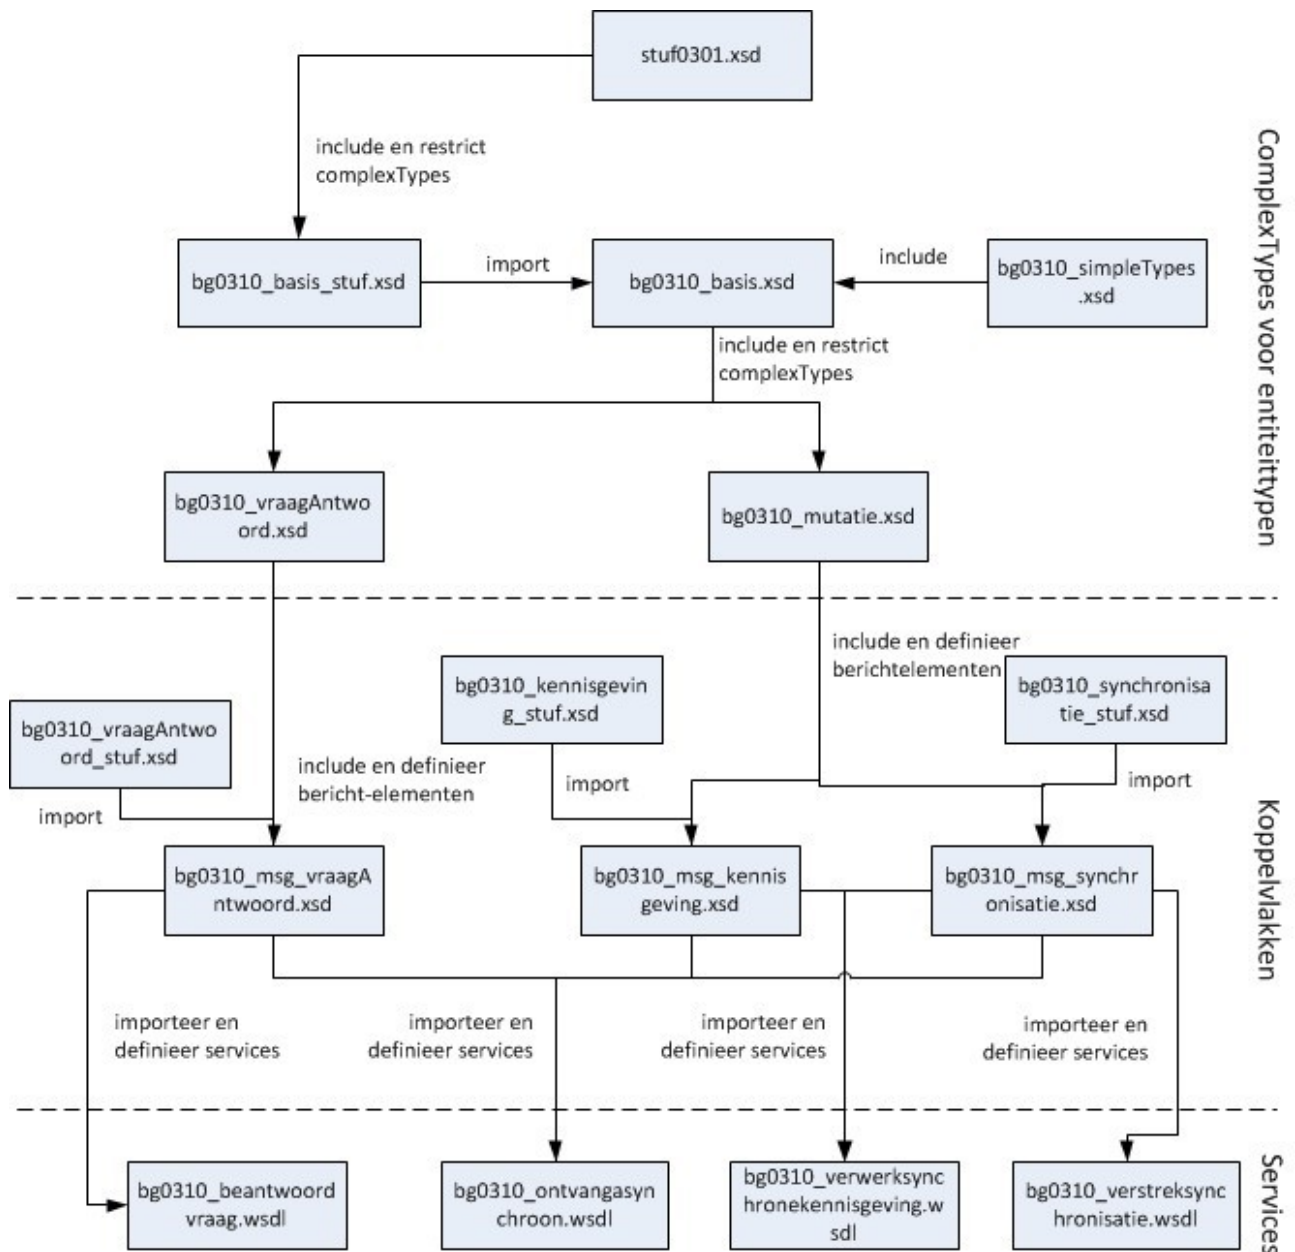 stuf0301.xsd
include en restrict
complexTypes
bg0310_basis_stuf.xsd
import
bg0310_basis.xsd
include
bg0310_simpleTypes
.xsd
include en restrict
complexTypes
bg0310_vraagAntwo
ord.xsd
bg0310_mutatie.xsd
ComplexTypes voor entiteittypen
include en definieer
berichtelementen
bg0310_kennisgevin
g_stuf.xsd
bg0310_synchronisa
tie_stuf.xsd
bg0310_vraagAntwo
ord_stuf.xsd
include en definieer
bericht-elementen
import
import
import
bg0310_msg_vraagA
ntwoord.xsd
bg0310_msg_kennis
geving.xsd
bg0310_msg_synchr
onisatie.xsd
Koppelvlakken
importeer en
definieer services
importeer en
definieer services
importeer en
definieer services
importeer en
definieer services
bg0310_beantwoord
vraag.wsdl
bg0310_ontvangasyn
chroon.wsdl
bg0310_verwerksync
hronekennisgeving.w
sdl
bg0310_verstreksync
hronisatie.wsdl
Services